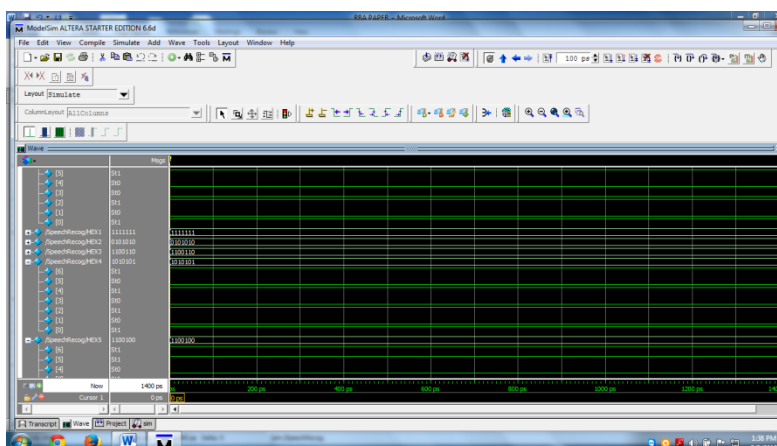 RBA PAPER - Microsoft Word
ModelSim ALTERA STARTER EDITION 6.6d
File Edit View Compile Simulate Add Wave Tools Layout Window Help
100 ps
Layout Simulate
ColumnLayout AllColumns
Wave
Msgs
[5] St1
[4] St0
[3] St0
[2] St1
[1] St0
[0] St1
/SpeechRecog/HEX1 1111111 1111111
/SpeechRecog/HEX2 0101010 0101010
/SpeechRecog/HEX3 1100110 1100110
/SpeechRecog/HEX4 1010101 1010101
[6] St1
[5] St0
[4] St1
[3] St0
[2] St1
[1] St0
[0] St1
/SpeechRecog/HEX5 1100100 1100100
[6] St1
[5] St1
[4] St0
Now 1400 ps
200 ps 400 ps 600 ps 800 ps 1000 ps 1200 ps
Cursor 1 0 ps 0 ps
Transcript Wave Project sim
1:38 PM